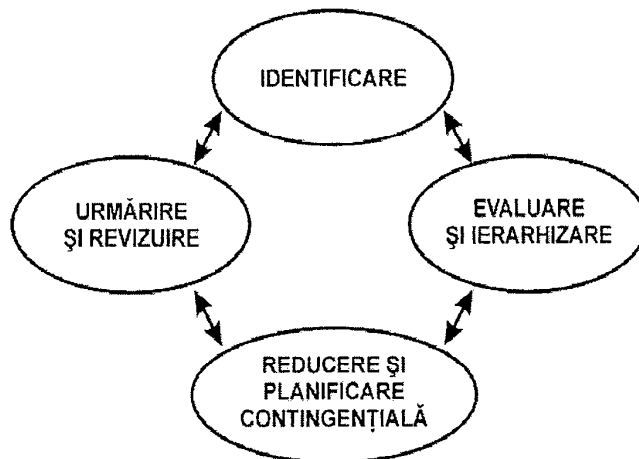 IDENTIFICARE
URMĂRIRE
ŞI REVIZUIRE
EVALUARE
ŞI IERARHIZARE
REDUCERE ŞI
PLANIFICARE
CONTINGENŢIALĂ